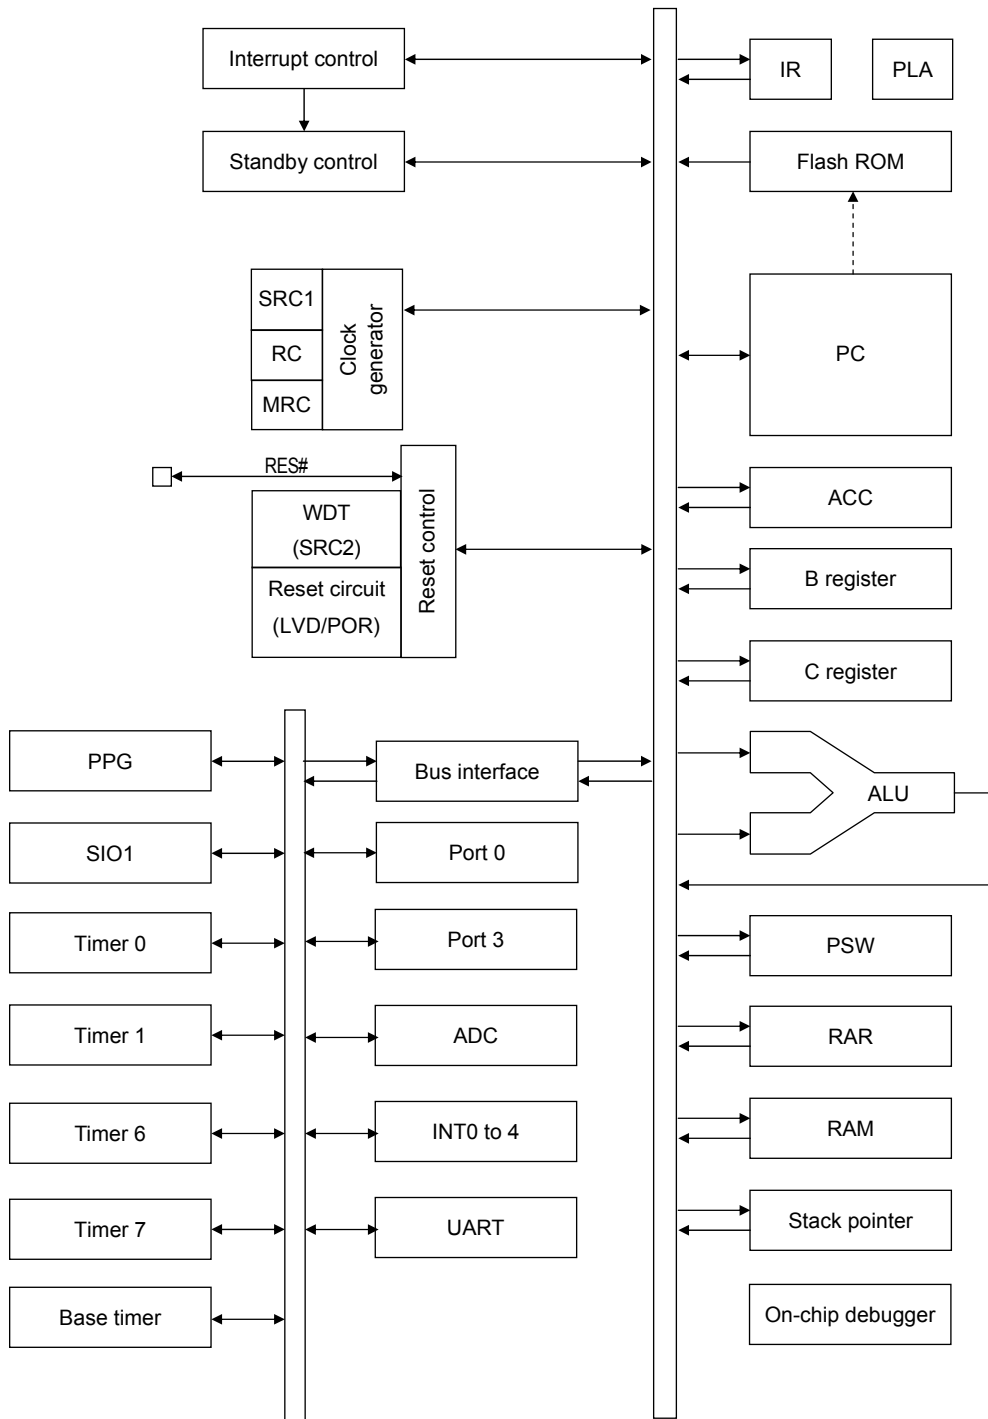 Interrupt control
IR
PLA
Standby control
Flash ROM
SRC1
RC
MRC
Clock
generator
PC
RES#
WDT
(SRC2)
Reset circuit
(LVD/POR)
Reset control
ACC
B register
C register
PPG
Bus interface
ALU
SIO1
Port 0
Timer 0
Port 3
PSW
Timer 1
ADC
RAR
Timer 6
INT0 to 4
RAM
Timer 7
UART
Stack pointer
Base timer
On-chip debugger